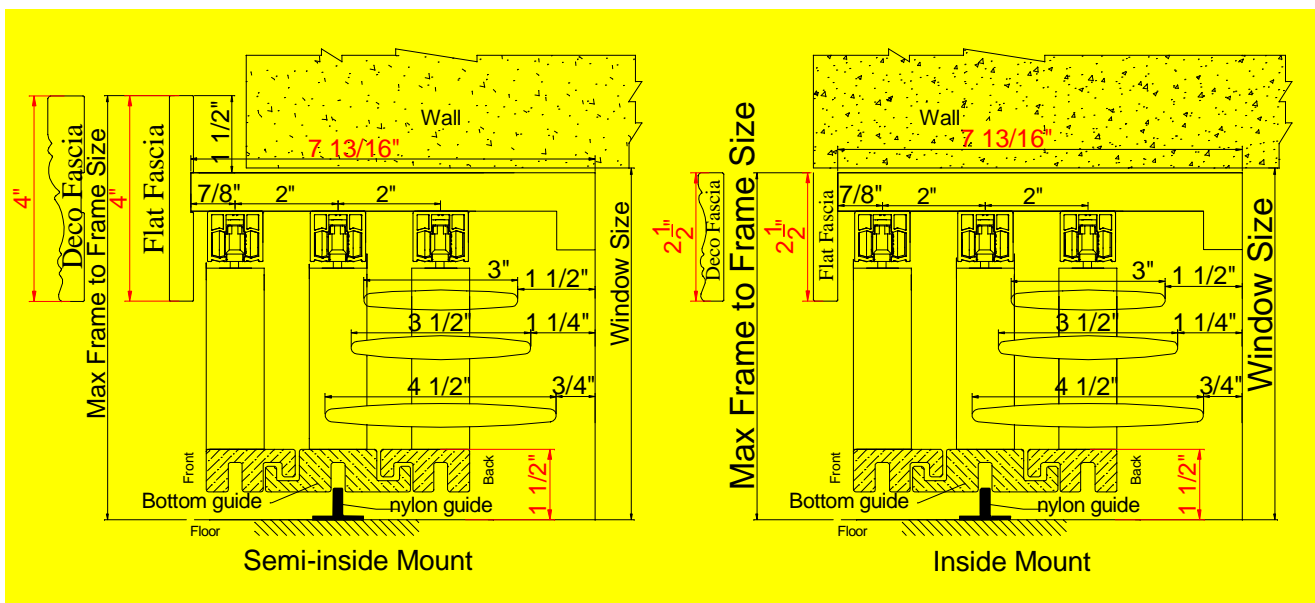 Wall
7 13/16"
1 1/2"
4"
Deco Fascia
Max Frame to Frame Size
4"
Flat Fascia
7/8"
2"
2"
3"
1 1/2"
3 1/2"
1 1/4"
4 1/2"
3/4"
Window Size
Front
Back
Bottom guide
nylon guide
1 1/2"
Floor
Semi-inside Mount
Wall
7 13/16"
2 1/2"
Deco Fascia
Max Frame to Frame Size
2 1/2"
Flat Fascia
7/8"
2"
2"
3"
1 1/2"
3 1/2"
1 1/4"
4 1/2"
3/4"
Window Size
Front
Back
Bottom guide
nylon guide
1 1/2"
Floor
Inside Mount